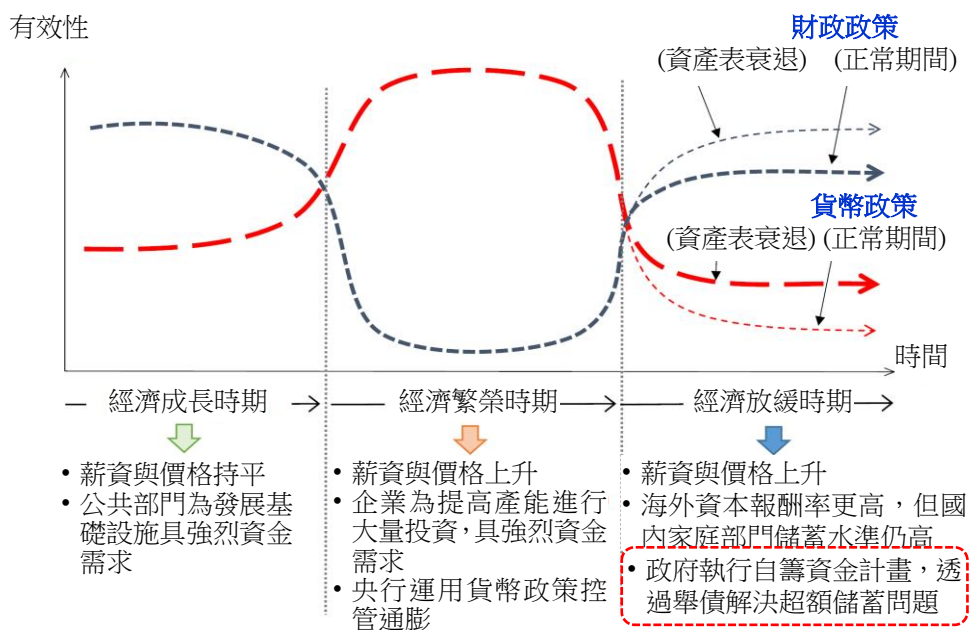 有效性
財政政策
(資產表衰退) (正常期間)
貨幣政策
(資產表衰退) (正常期間)
時間
經濟成長時期
經濟繁榮時期
經濟放緩時期
• 薪資與價格持平
• 公共部門為發展基
礎設施具強烈資金
需求
• 薪資與價格上升
• 企業為提高產能進行
大量投資,具強烈資金
需求
• 央行運用貨幣政策控
管通膨
• 薪資與價格上升
• 海外資本報酬率更高，但國
內家庭部門儲蓄水準仍高
• 政府執行自籌資金計畫，透
過舉債解決超額儲蓄問題